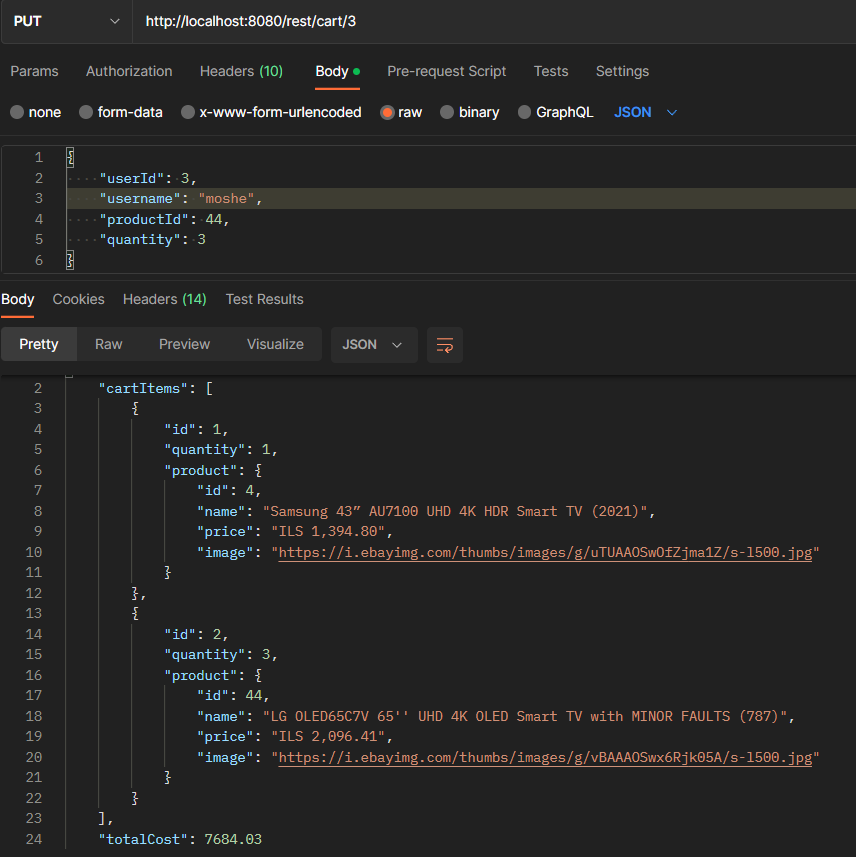 PUT http://localhost:8080/rest/cart/3
Params Authorization Headers (10) Body Pre-request Script Tests Settings
none form-data x-www-form-urlencoded raw binary GraphQL JSON
1 {
2 "userId": 3,
3 "username": "moshe",
4 "productId": 44,
5 "quantity": 3
6 }
Body Cookies Headers (14) Test Results
Pretty Raw Preview Visualize JSON
2 "cartItems": [
3 {
4 "id": 1,
5 "quantity": 1,
6 "product": {
7 "id": 4,
8 "name": "Samsung 43” AU7100 UHD 4K HDR Smart TV (2021)",
9 "price": "ILS 1,394.80",
10 "image": "https://i.ebayimg.com/thumbs/images/g/uTUAAOSwOfZjma1Z/s-l500.jpg"
11 }
12 },
13 {
14 "id": 2,
15 "quantity": 3,
16 "product": {
17 "id": 44,
18 "name": "LG OLED65C7V 65'' UHD 4K OLED Smart TV with MINOR FAULTS (787)",
19 "price": "ILS 2,096.41",
20 "image": "https://i.ebayimg.com/thumbs/images/g/vBAAAOSwx6Rjk05A/s-l500.jpg"
21 }
22 }
23 ],
24 "totalCost": 7684.03